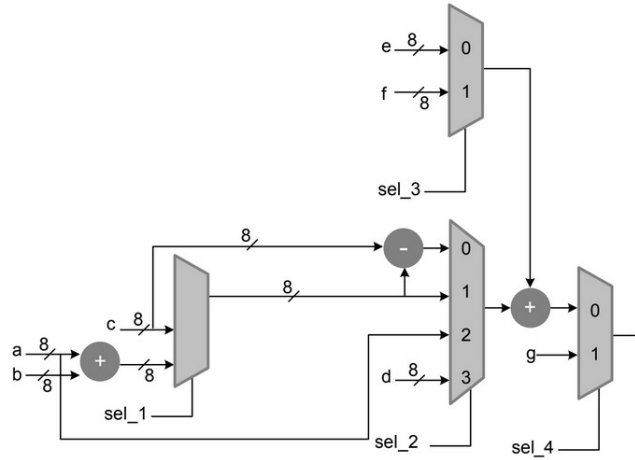 e 8 0
f 8 1
sel_3
8 - 0
8 1
c 8
a 8 + 8 2 + 0
b 8 d 8 3 g 1
sel_1
sel_2
sel_4